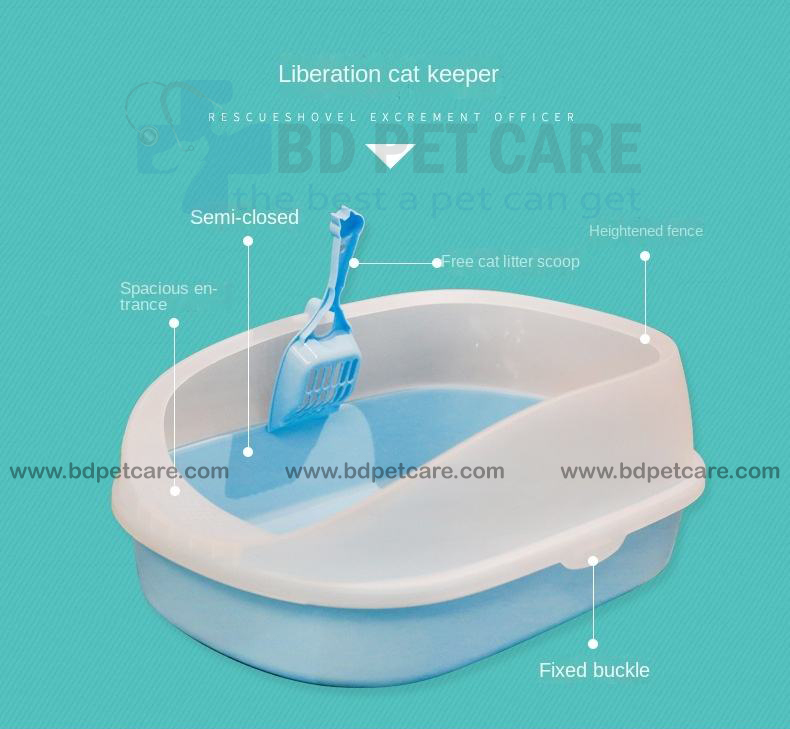 Liberation cat keeper
RESCUESHOVEL EXCREMENT OFFICER
BD PET CARE
the best a pet can get
Semi-closed
Heightened fence
Free cat litter scoop
Spacious en-
trance
www.bdpetcare.com www.bdpetcare.com www.bdpetcare.com
Fixed buckle